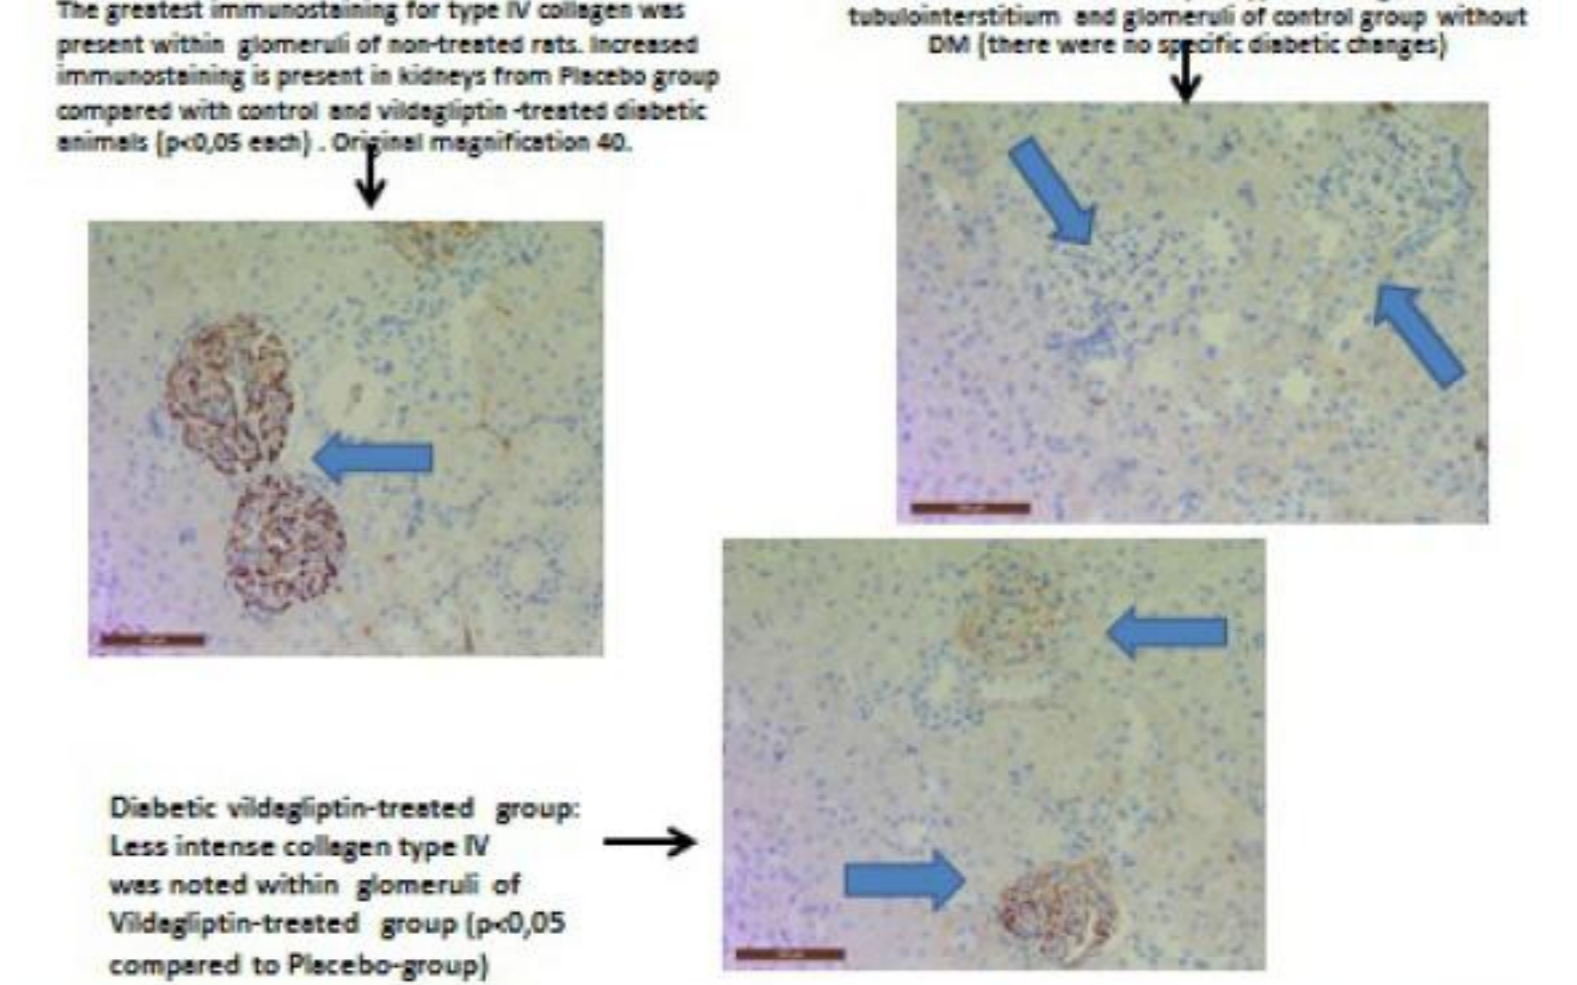 The greatest immunostaining for type IV collagen was
present within glomeruli of non-treated rats. Increased
immunostaining is present in kidneys from Placebo group
compared with control and vildagliptin -treated diabetic
animals (p<0,05 each) . Original magnification 40.
tubulointerstitium and glomeruli of control group without
DM (there were no specific diabetic changes)
Diabetic vildagliptin-treated group:
Less intense collagen type IV
was noted within glomeruli of
Vildagliptin-treated group (p<0,05
compared to Placebo-group)